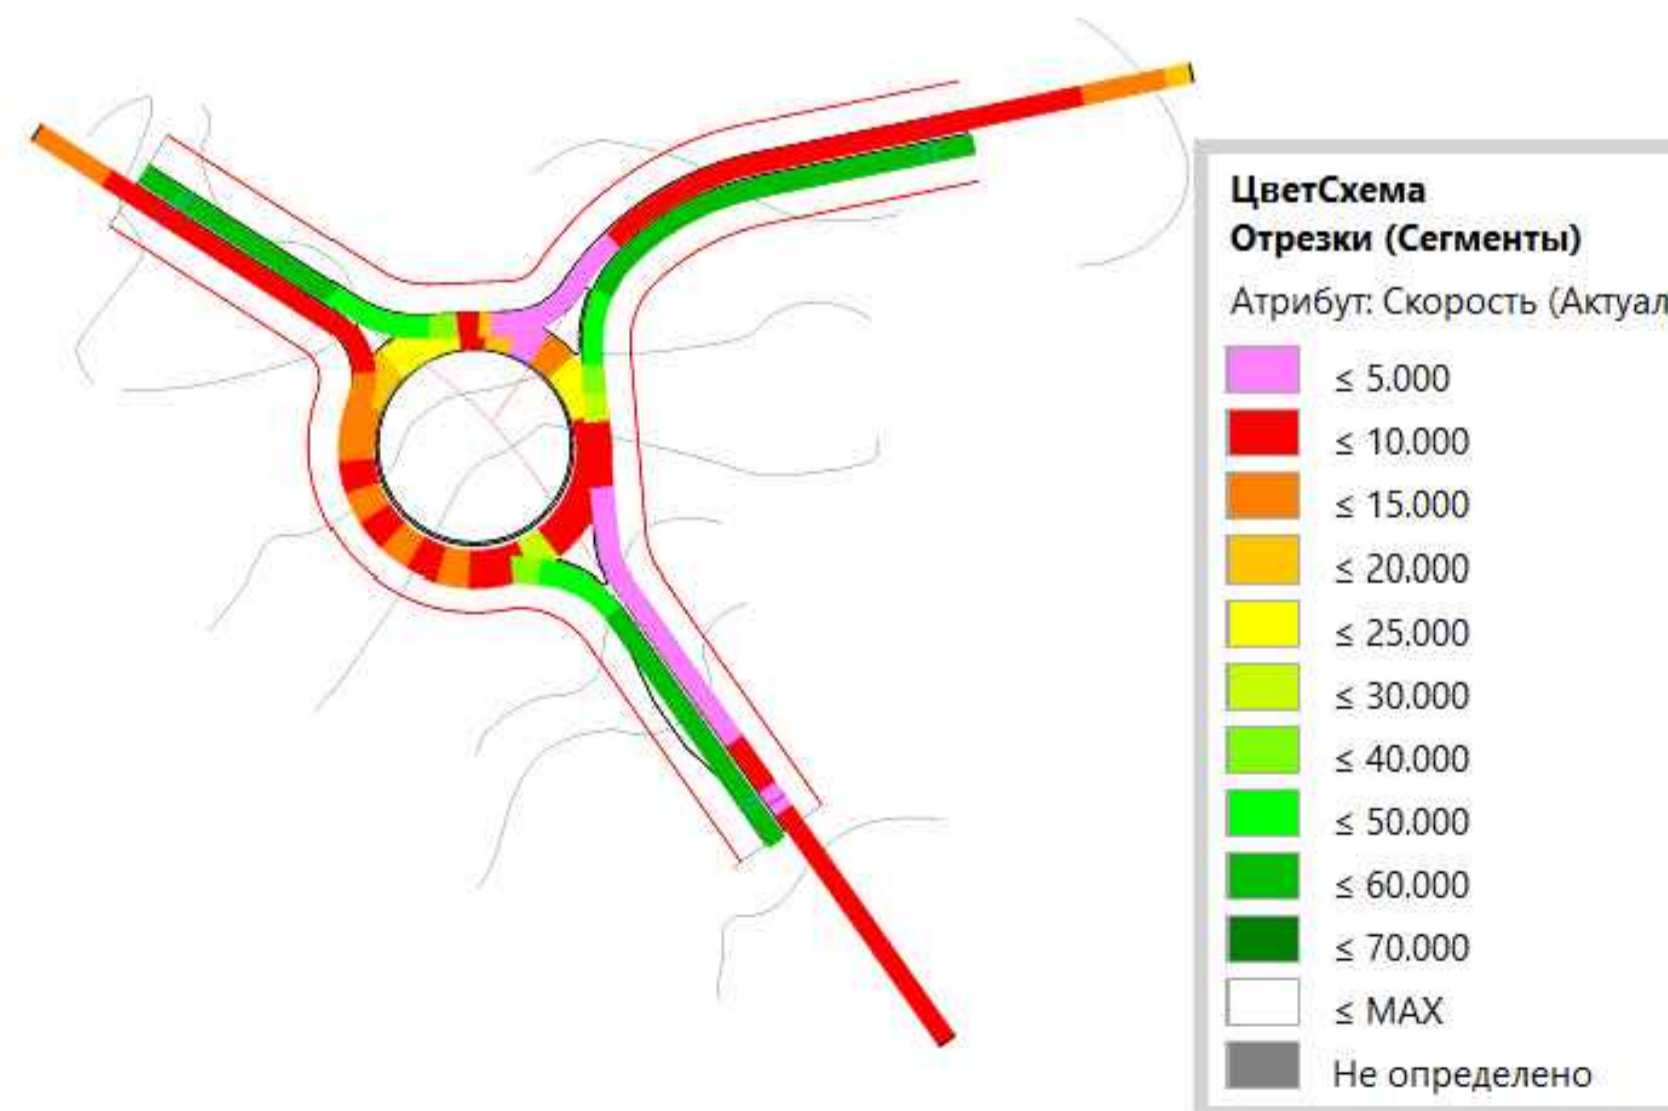 ЦветСхема
Отрезки (Сегменты)
Атрибут: Скорость (Актуал
≤ 5.000
≤ 10.000
≤ 15.000
≤ 20.000
≤ 25.000
≤ 30.000
≤ 40.000
≤ 50.000
≤ 60.000
≤ 70.000
≤ MAX
Не определено